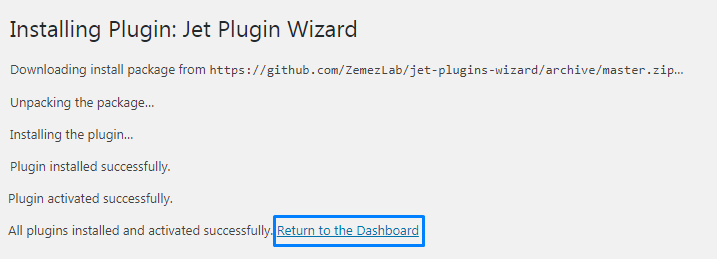 Installing Plugin: Jet Plugin Wizard
Downloading install package from https://github.com/ZemezLab/jet-plugins-wizard/archive/master.zip…
Unpacking the package…
Installing the plugin…
Plugin installed successfully.
Plugin activated successfully.
All plugins installed and activated successfully. Return to the Dashboard